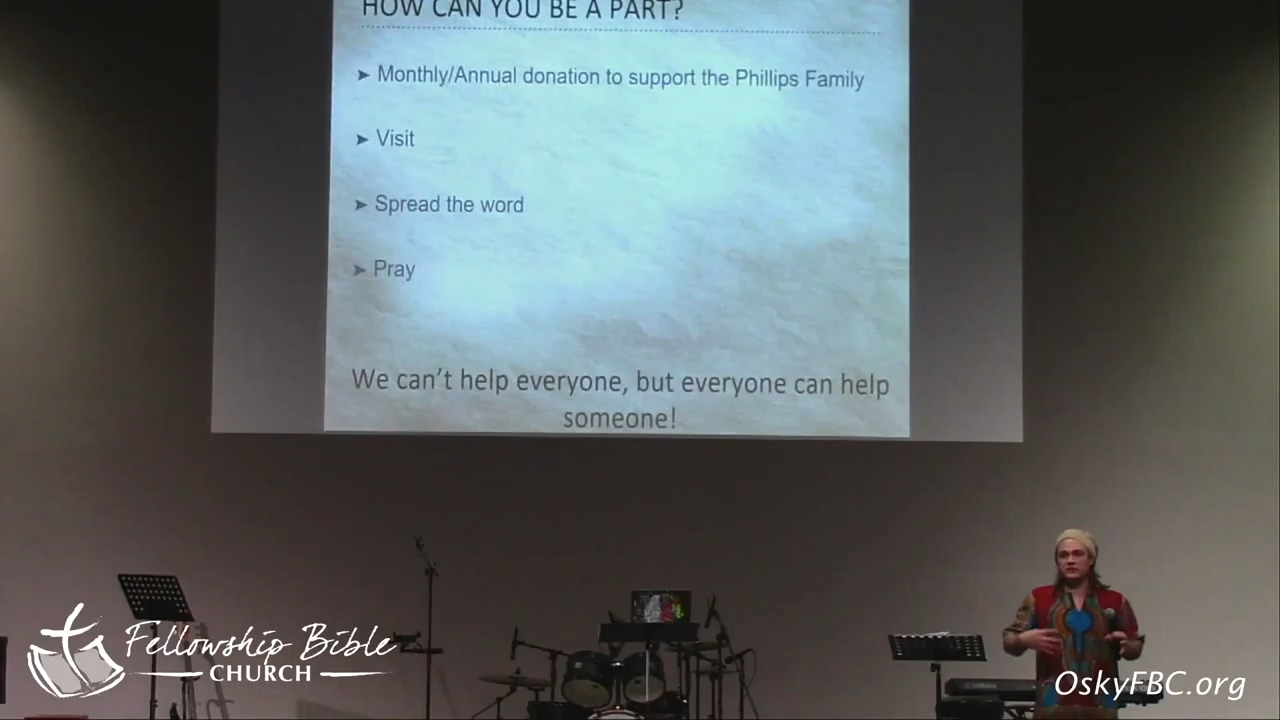 HOW CAN YOU BE A PART?
➤ Monthly/Annual donation to support the Phillips Family
➤ Visit
➤ Spread the word
➤ Pray
We can't help everyone, but everyone can help
someone!
Fellowship Bible
CHURCH
OskyFBC.org